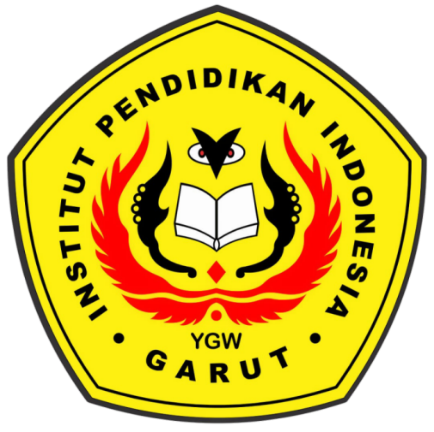 INSTITUT PENDIDIKAN INDONESIA
YGW
• GARUT •